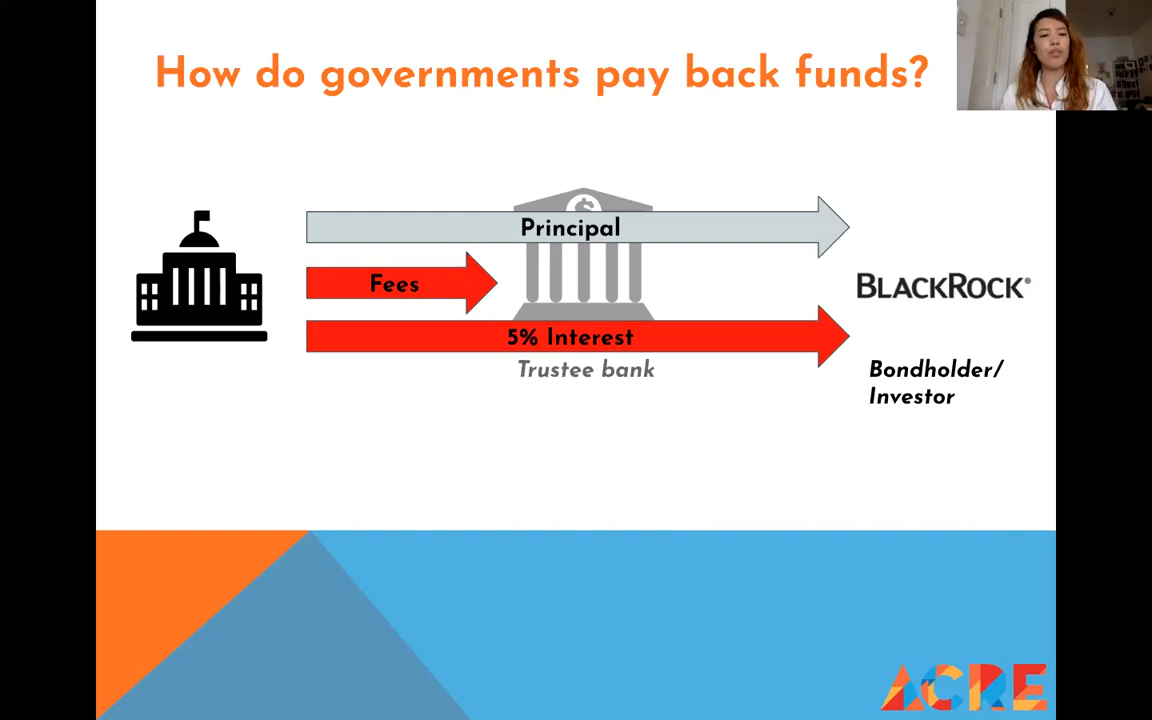 How do governments pay back funds?
$
Principal
Fees
BLACKROCK®
5% Interest
Trustee bank
Bondholder/
Investor
ACRE